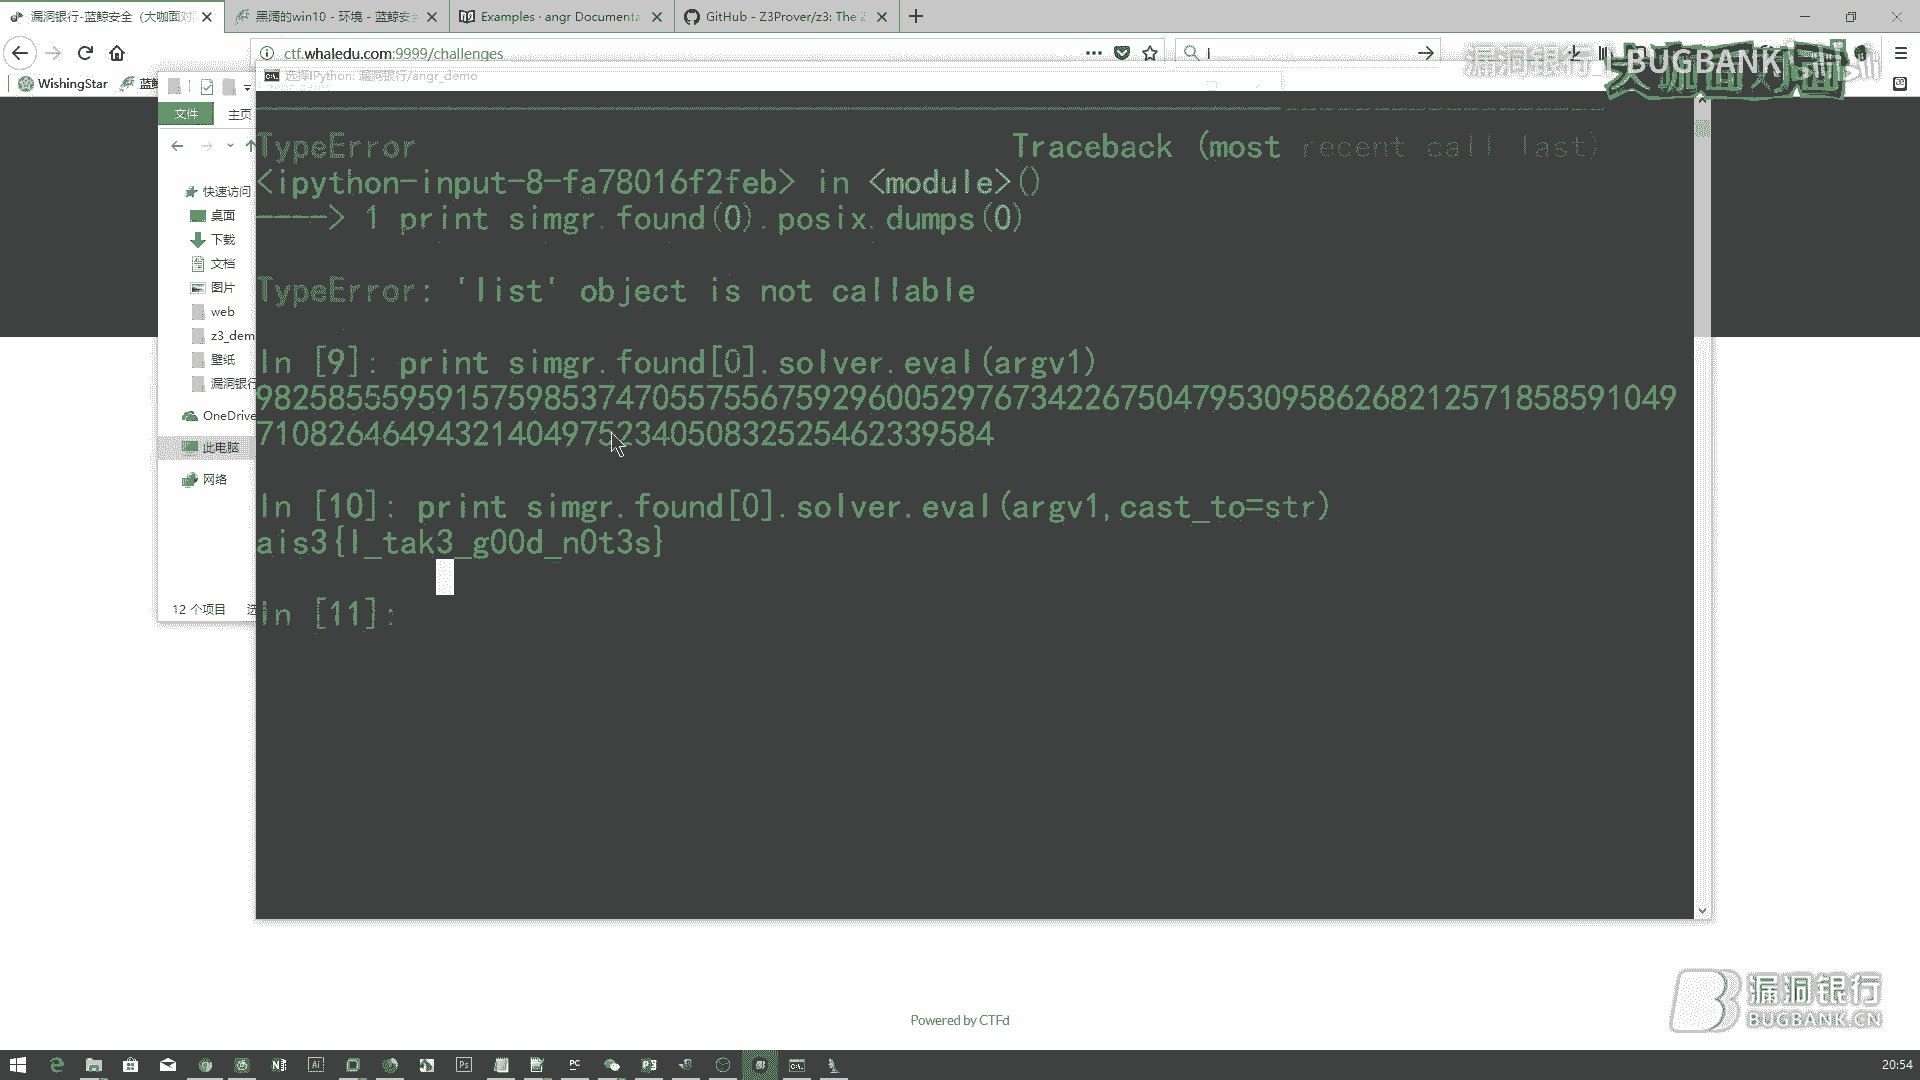 漏洞银行-蓝鲸安全（大咖面对
黑阔的win10 - 环境 - 蓝鲸安全
Examples · angr Documenta
GitHub - Z3Prover/z3: The Z
ctf.whaledu.com:9999/challenges
漏洞银行 BUGBANK
大咖面对面
WishingStar
蓝鲸
选择IPython: 漏洞银行/angr_demo
文件
主页
TypeError Traceback (most recent call last)
<ipython-input-8-fa78016f2feb> in <module>()
----> 1 print simgr.found(0).posix.dumps(0)
TypeError: 'list' object is not callable
In [9]: print simgr.found[0].solver.eval(argv1)
9825855595915759853747055755675929600529767342267504795309586268212571858591049
71082646494321404975234050832525462339584
In [10]: print simgr.found[0].solver.eval(argv1,cast_to=str)
ais3{I_tak3_g00d_n0t3s}
In [11]:
快速访问
桌面
下载
文档
图片
web
z3_dem
壁纸
漏洞银行
OneDrive
此电脑
网络
12 个项目
Powered by CTFd
漏洞银行
BUGBANK.CN
20:54